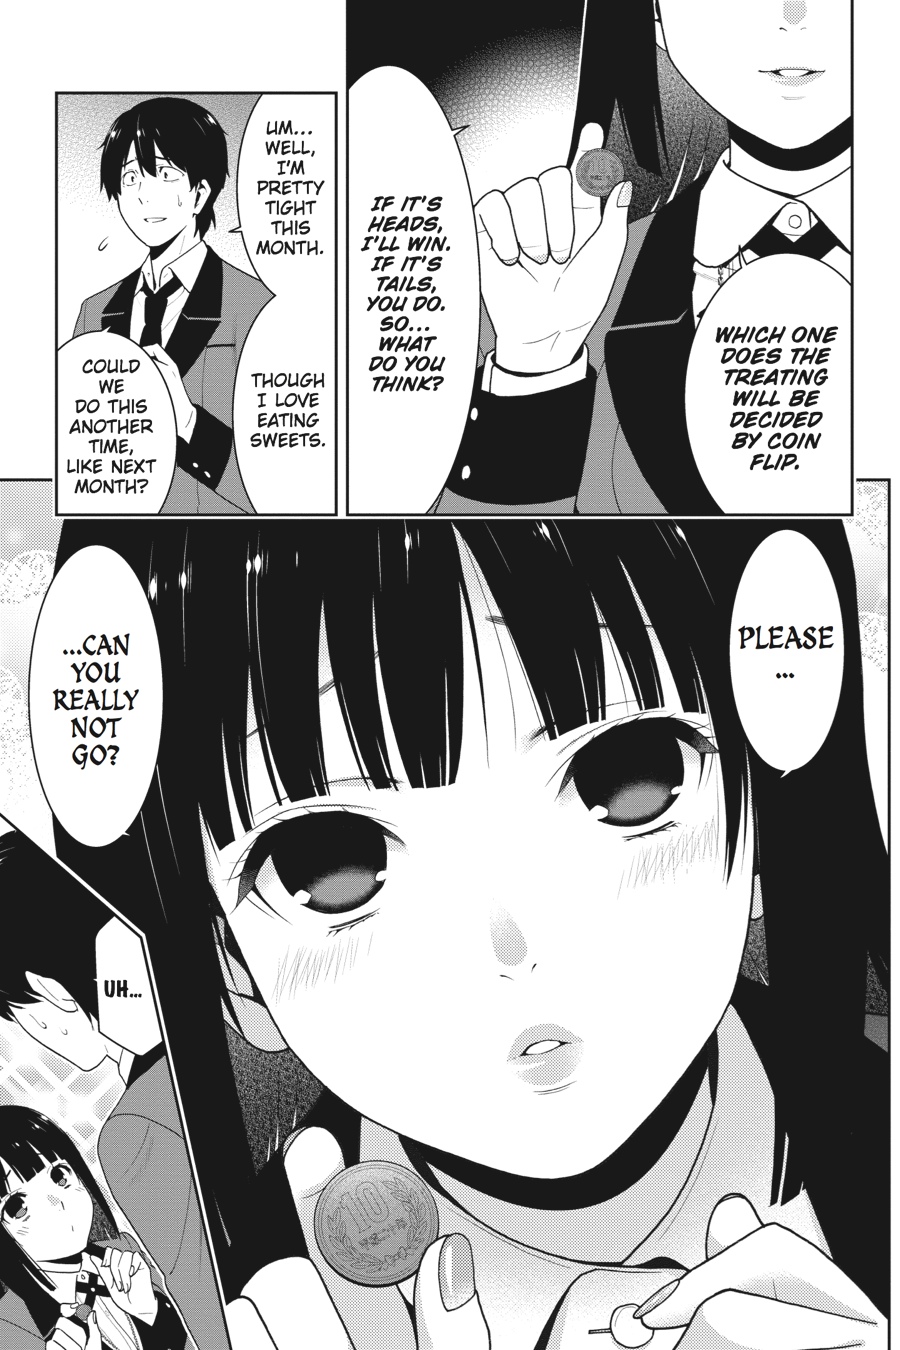 WHICH ONE
DOES THE
TREATING
WILL BE
DECIDED
BY COIN
FLIP.
IF IT'S
HEADS,
I'LL WIN.
IF IT'S
TAILS,
YOU DO.
SO...
WHAT
DO YOU
THINK?
UM...
WELL,
I'M
PRETTY
TIGHT
THIS
MONTH.
THOUGH
I LOVE
EATING
SWEETS.
COULD
WE
DO THIS
ANOTHER
TIME,
LIKE NEXT
MONTH?
PLEASE
...
...CAN
YOU
REALLY
NOT
GO?
10
UH...